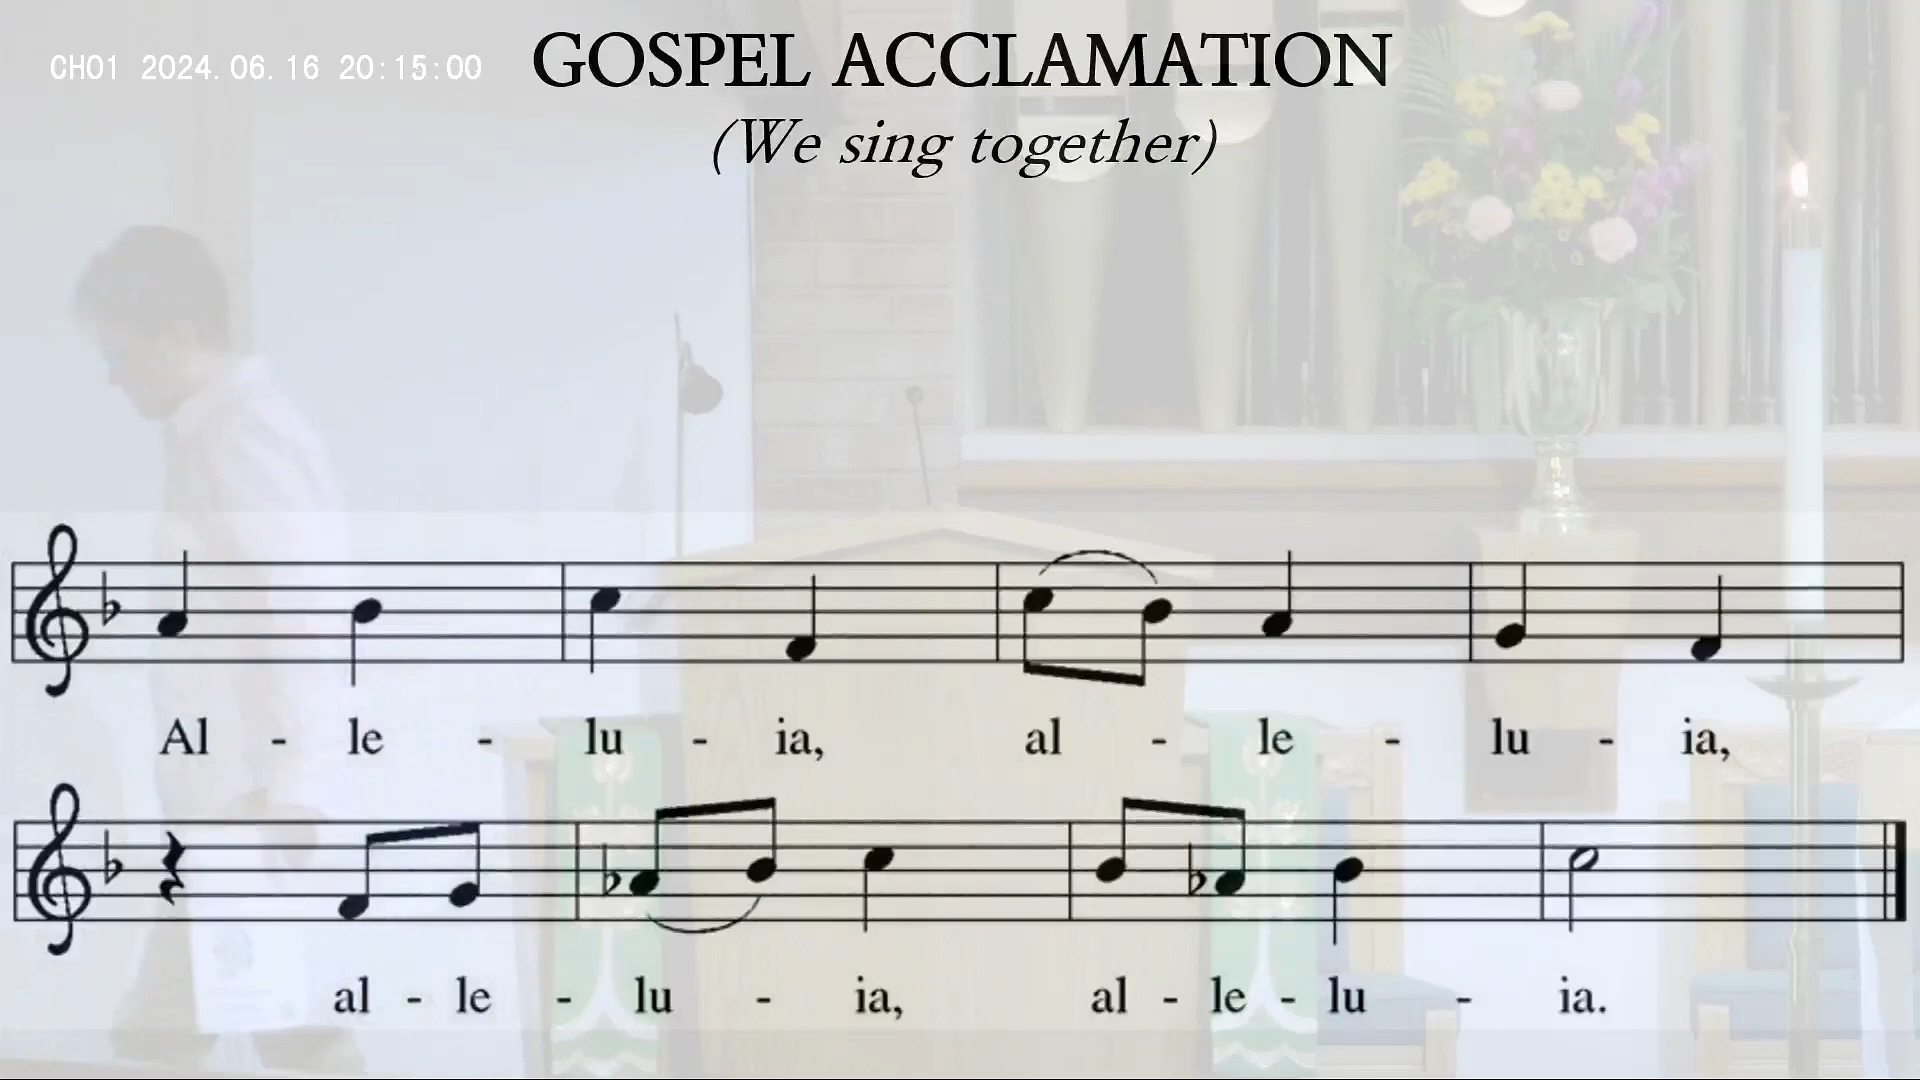 CH01 2024.06.16 20:15:00
GOSPEL ACCLAMATION
(We sing together)
Al - le - lu - ia, al - le - lu - ia,
al - le - lu - ia, al - le - lu - ia.